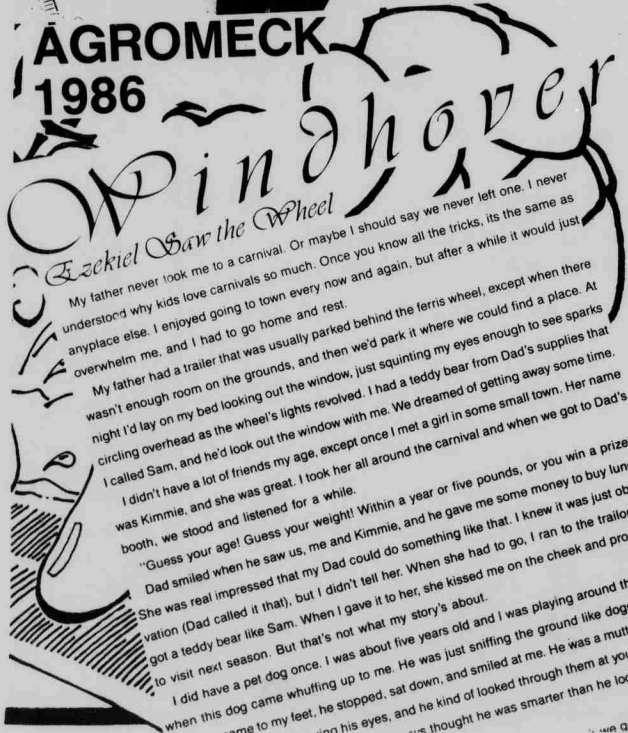 AGROMECK
1986
Windhover
Ezekiel Saw the Wheel
My father never took me to a carnival. Or maybe I should say we never left one. I never
understood why kids love carnivals so much. Once you know all the tricks, its the same as
anyplace else. I enjoyed going to town every now and again, but after a while it would just
overwhelm me, and I had to go home and rest.
My father had a trailer that was usually parked behind the ferris wheel, except when there
wasn't enough room on the grounds, and then we'd park it where we could find a place. At
night I'd lay on my bed looking out the window, just squinting my eyes enough to see sparks
circling overhead as the wheel's lights revolved. I had a teddy bear from Dad's supplies that
I called Sam, and he'd look out the window with me. We dreamed of getting away some time.
I didn't have a lot of friends my age, except once I met a girl in some small town. Her name
was Kimmie, and she was great. I took her all around the carnival and when we got to Dad's
booth, we stood and listened for a while.
"Guess your age! Guess your weight! Within a year or five pounds, or you win a prize
Dad smiled when he saw us, me and Kimmie, and he gave me some money to buy
She was real impressed that my Dad could do something like that. I knew it was just
vation (Dad called it that), but I didn't tell her. When she had to go, I ran to the trailor
got a teddy bear like Sam. When I gave it to her, she kissed me on the cheek and
to visit next season. But that's not what my story's about.
I did have a pet dog once. I was about five years old and I was playing around
when this dog came whuffing up to me. He was just sniffing the ground like
to my feet, he stopped, sat down, and smiled at me. He was a
his eyes, and he kind of looked through them at
thought he was smarter than he